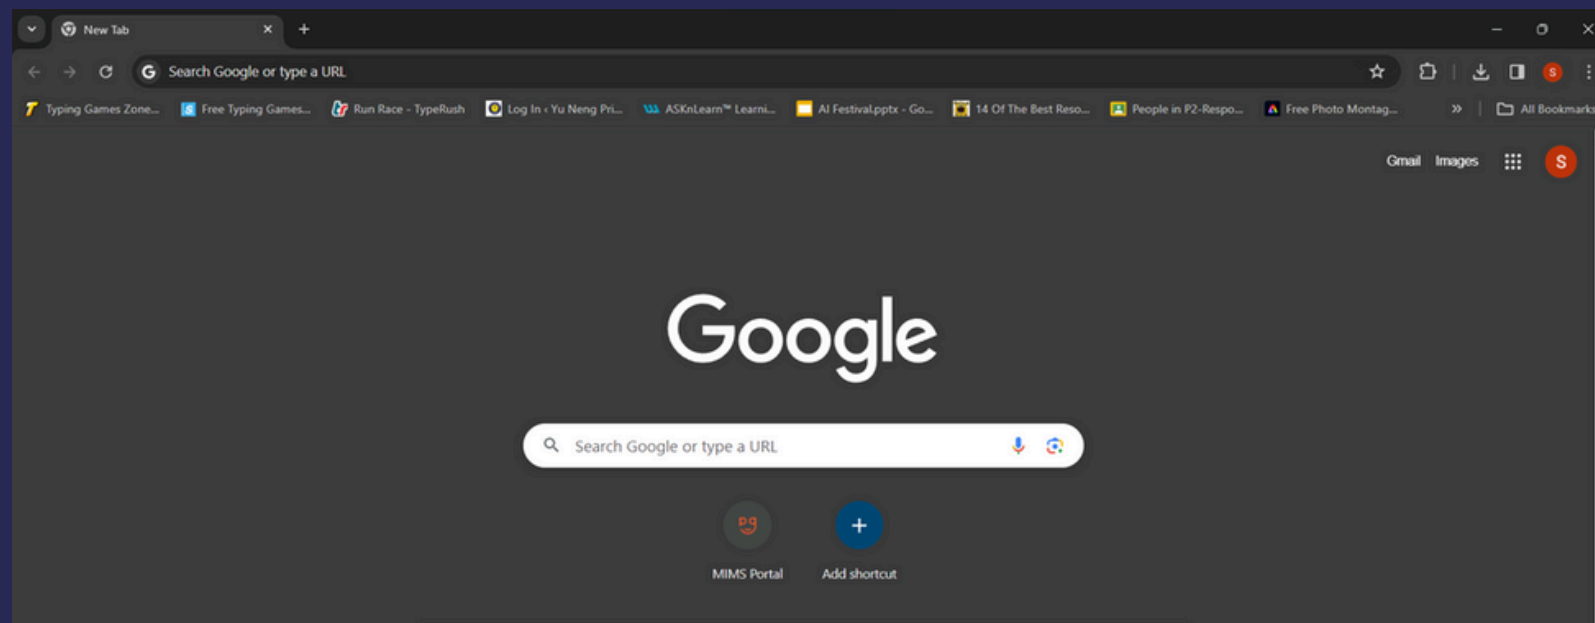 New Tab
Search Google or type a URL
Typing Games Zone... Free Typing Games... Run Race - TypeRush Log In ‹ Yu Neng Pri... ASKnLearn™ Learni... AI Festival.pptx - Go... 14 Of The Best Reso... People in P2-Respo... Free Photo Montag... » All Bookmarks
Gmail Images S
Google
Search Google or type a URL
MIMS Portal Add shortcut